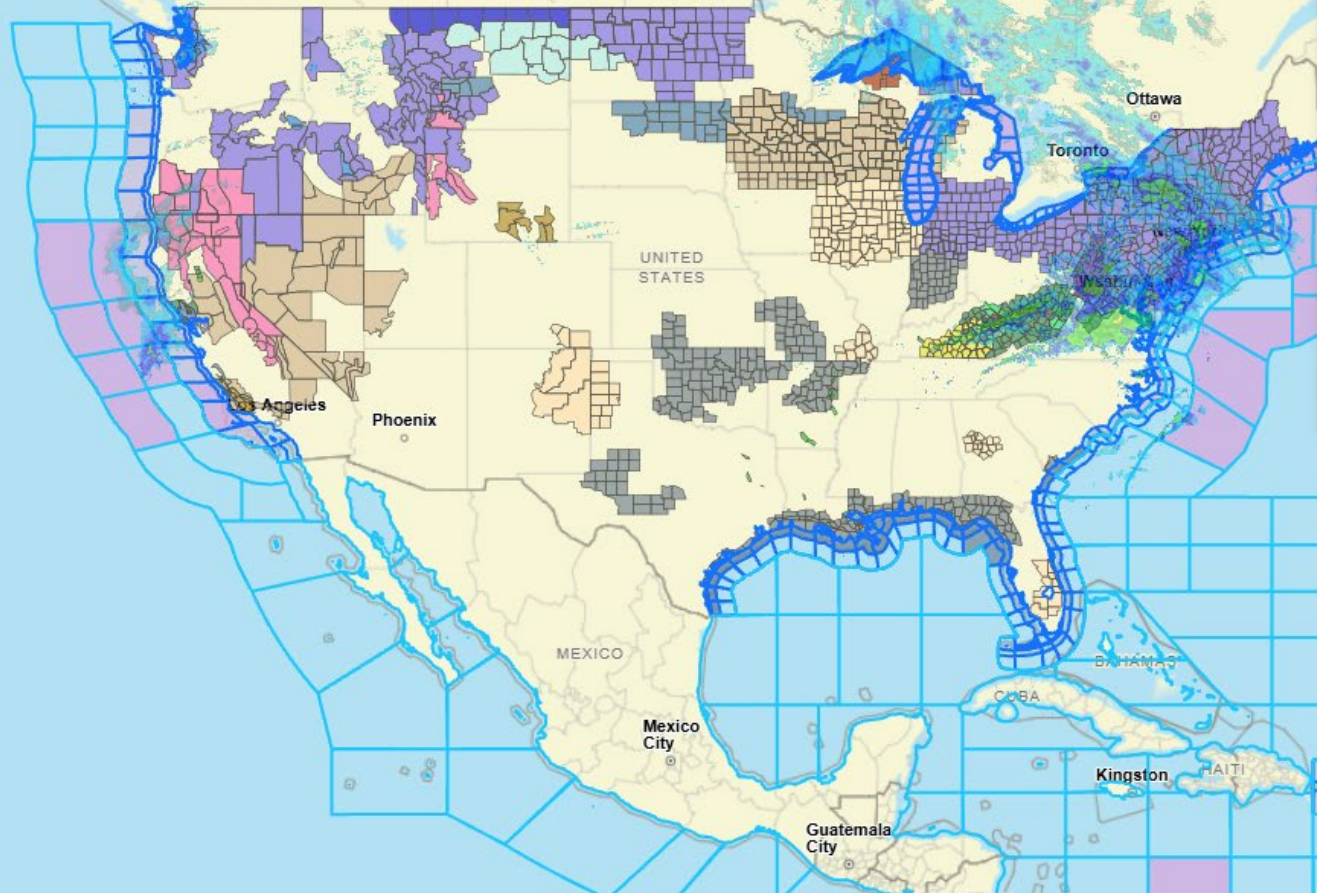 Ottawa
Toronto
UNITED
STATES
Los Angeles
Phoenix
MEXICO
BAHAMAS
CUBA
Mexico
City
Kingston
HAITI
Guatemala
City